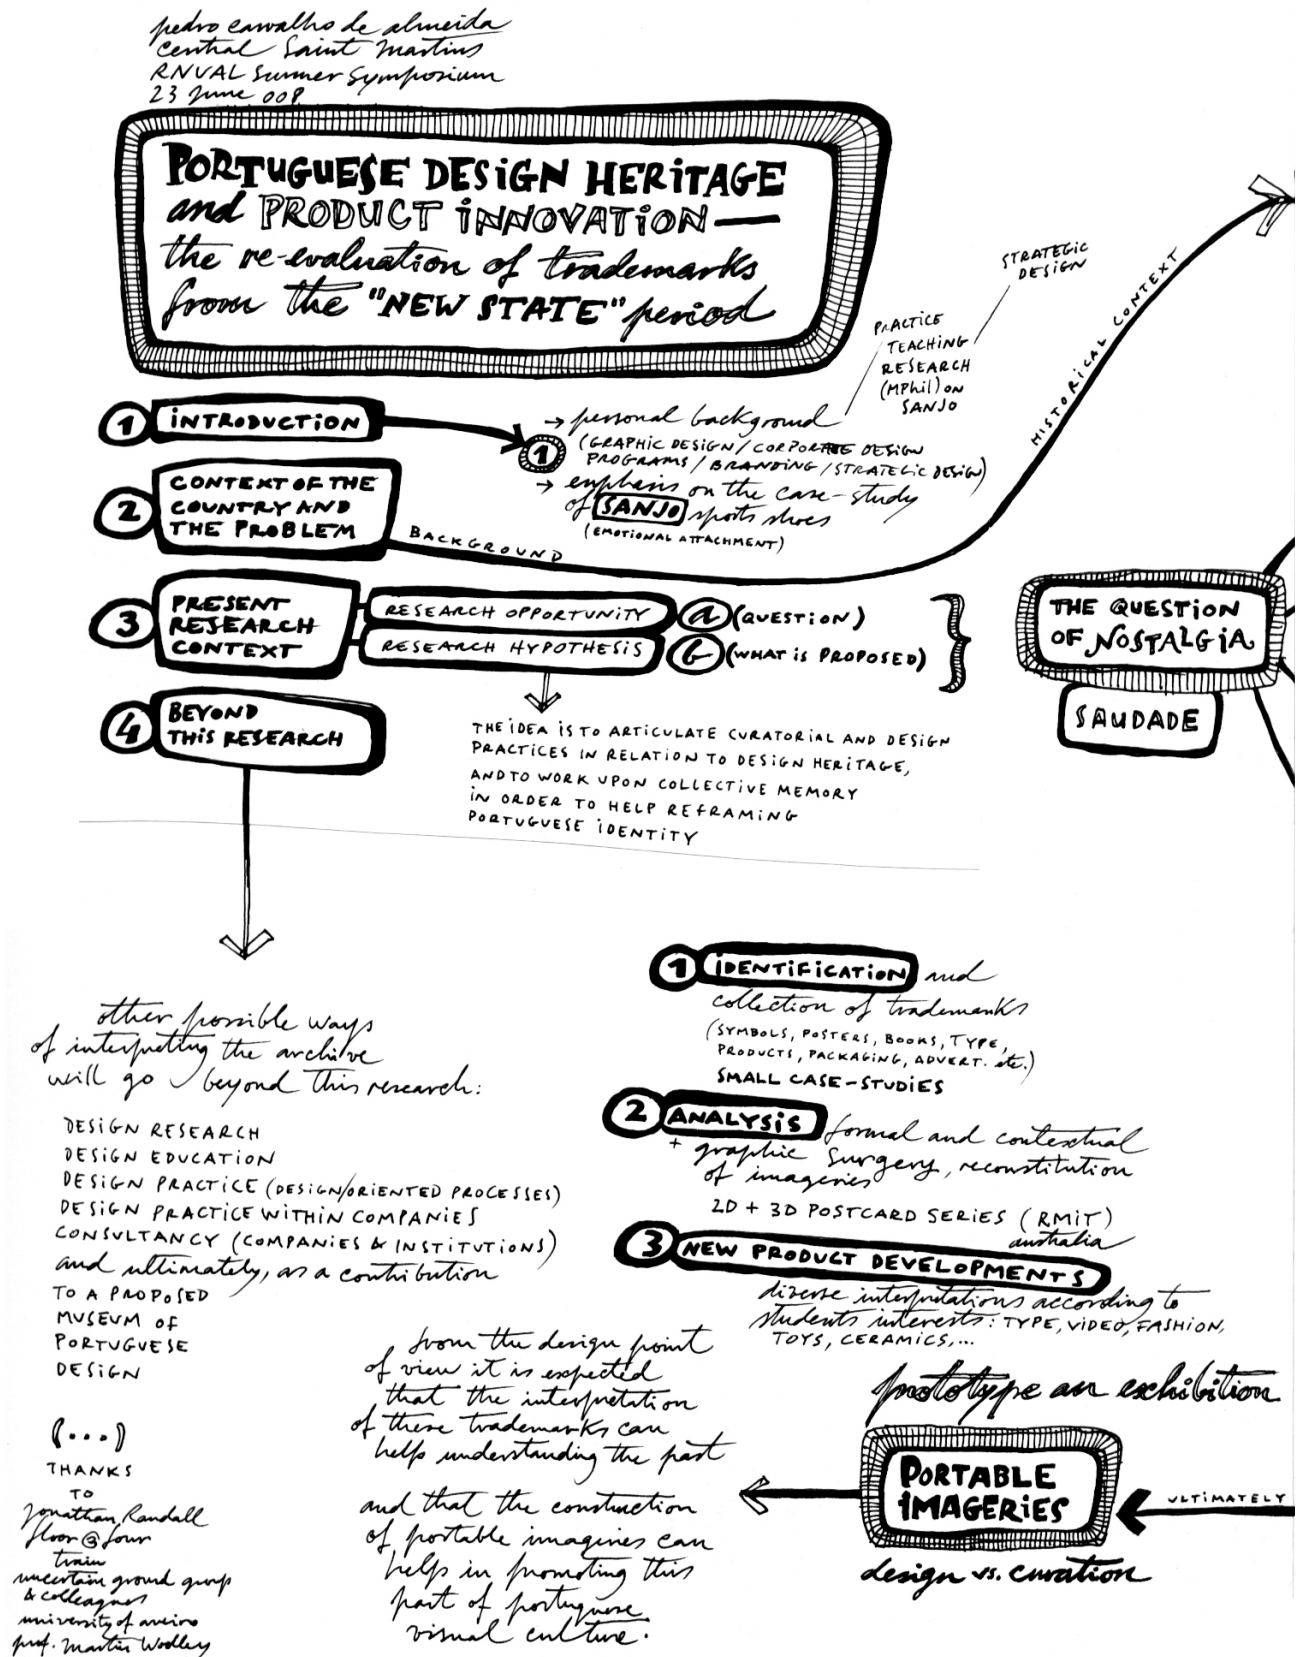 pedro carvalho de almeida
central Saint Martins
RNVAL Summer Symposium
23 June 008
PORTUGUESE DESIGN HERITAGE
and PRODUCT INNOVATION —
the re-evaluation of trademarks
from the "NEW STATE" period
1 INTRODUCTION
2 CONTEXT OF THE
COUNTRY AND
THE PROBLEM
3 PRESENT
RESEARCH
CONTEXT
RESEARCH OPPORTUNITY a (QUESTION)
RESEARCH HYPOTHESIS b (WHAT IS PROPOSED)
4 BEYOND
THIS RESEARCH
1
→ personal background
(GRAPHIC DESIGN / CORPORATE DESIGN
PROGRAMS / BRANDING / STRATEGIC DESIGN)
→ emphasis on the case-study
of SANJO sports shoes
(EMOTIONAL ATTACHMENT)
PRACTICE
TEACHING
RESEARCH
(MPhil) ON
SANJO
STRATEGIC
DESIGN
BACKGROUND
HISTORICAL CONTEXT
THE QUESTION
OF NOSTALGIA
SAUDADE
THE IDEA IS TO ARTICULATE CURATORIAL AND DESIGN
PRACTICES IN RELATION TO DESIGN HERITAGE,
AND TO WORK UPON COLLECTIVE MEMORY
IN ORDER TO HELP REFRAMING
PORTUGUESE IDENTITY
other possible ways
of interpreting the archive
will go beyond this research:
DESIGN RESEARCH
DESIGN EDUCATION
DESIGN PRACTICE (DESIGN/ORIENTED PROCESSES)
DESIGN PRACTICE WITHIN COMPANIES
CONSULTANCY (COMPANIES & INSTITUTIONS)
and ultimately, as a contribution
TO A PROPOSED
MUSEUM OF
PORTUGUESE
DESIGN
(...)
THANKS
TO
Jonathan Randall
floor @ four
train
uncertain ground group
& colleagues
university of aveiro
prof. Martin Woolley
1 IDENTIFICATION and
collection of trademarks
(SYMBOLS, POSTERS, BOOKS, TYPE,
PRODUCTS, PACKAGING, ADVERT. etc.)
SMALL CASE-STUDIES
2 ANALYSIS formal and contextual
+ graphic surgery, reconstitution
of imageries
2D + 3D POSTCARD SERIES (RMIT)
australia
3 NEW PRODUCT DEVELOPMENTS
diverse interpretations according to
students interests: TYPE, VIDEO, FASHION,
TOYS, CERAMICS,...
prototype an exhibition
PORTABLE
IMAGERIES
design vs. curation
ULTIMATELY
from the design point
of view it is expected
that the interpretation
of these trademarks can
help understanding the past
and that the construction
of portable imageries can
help in promoting this
part of portuguese
visual culture.